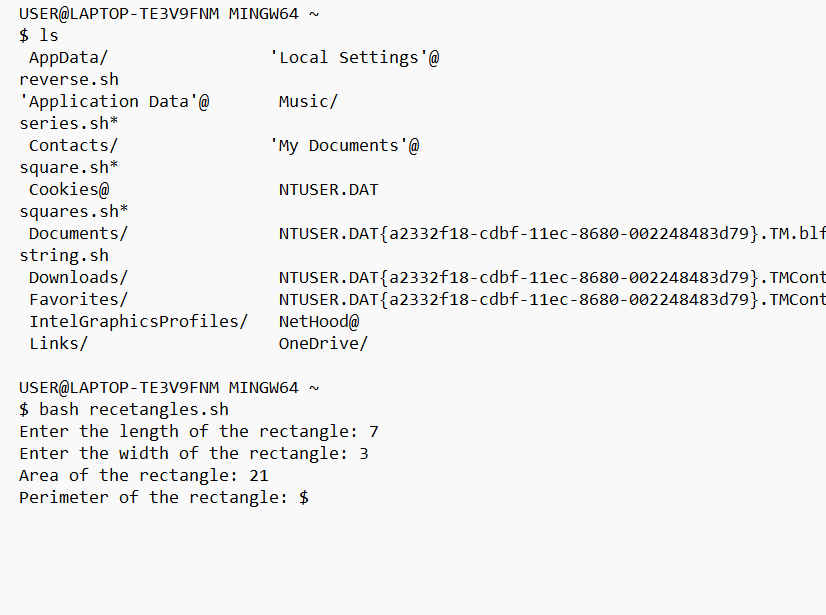 USER@LAPTOP-TE3V9FNM MINGW64 ~
$ ls
 AppData/                'Local Settings'@
reverse.sh
'Application Data'@       Music/
series.sh*
 Contacts/               'My Documents'@
square.sh*
 Cookies@                 NTUSER.DAT
squares.sh*
 Documents/               NTUSER.DAT{a2332f18-cdbf-11ec-8680-002248483d79}.TM.blf
string.sh
 Downloads/               NTUSER.DAT{a2332f18-cdbf-11ec-8680-002248483d79}.TMCont
 Favorites/               NTUSER.DAT{a2332f18-cdbf-11ec-8680-002248483d79}.TMCont
 IntelGraphicsProfiles/   NetHood@
 Links/                   OneDrive/

USER@LAPTOP-TE3V9FNM MINGW64 ~
$ bash recetangles.sh
Enter the length of the rectangle: 7
Enter the width of the rectangle: 3
Area of the rectangle: 21
Perimeter of the rectangle: $